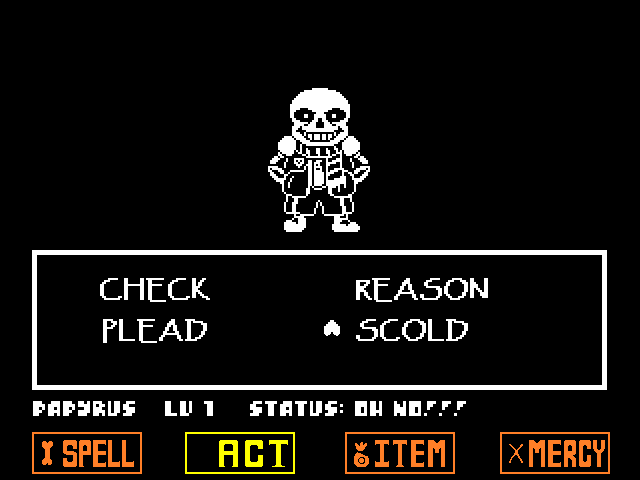 CHECK REASON
PLEAD SCOLD
PAPYRUS LV 1 STATUS: OH NO!!!
SPELL ACT ITEM MERCY